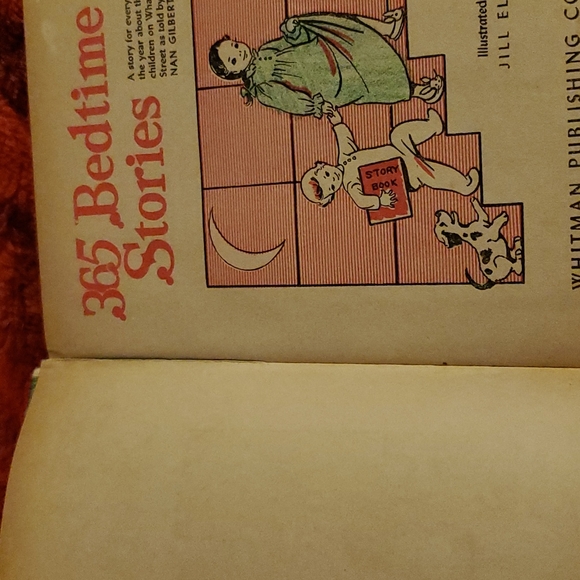 365 Bedtime
Stories
A story for every
the year about th
children on Wha
Street as told by
NAN GILBERT
STORY
BOOK
Illustrated
JILL EL
WHITMAN PUBLISHING CO